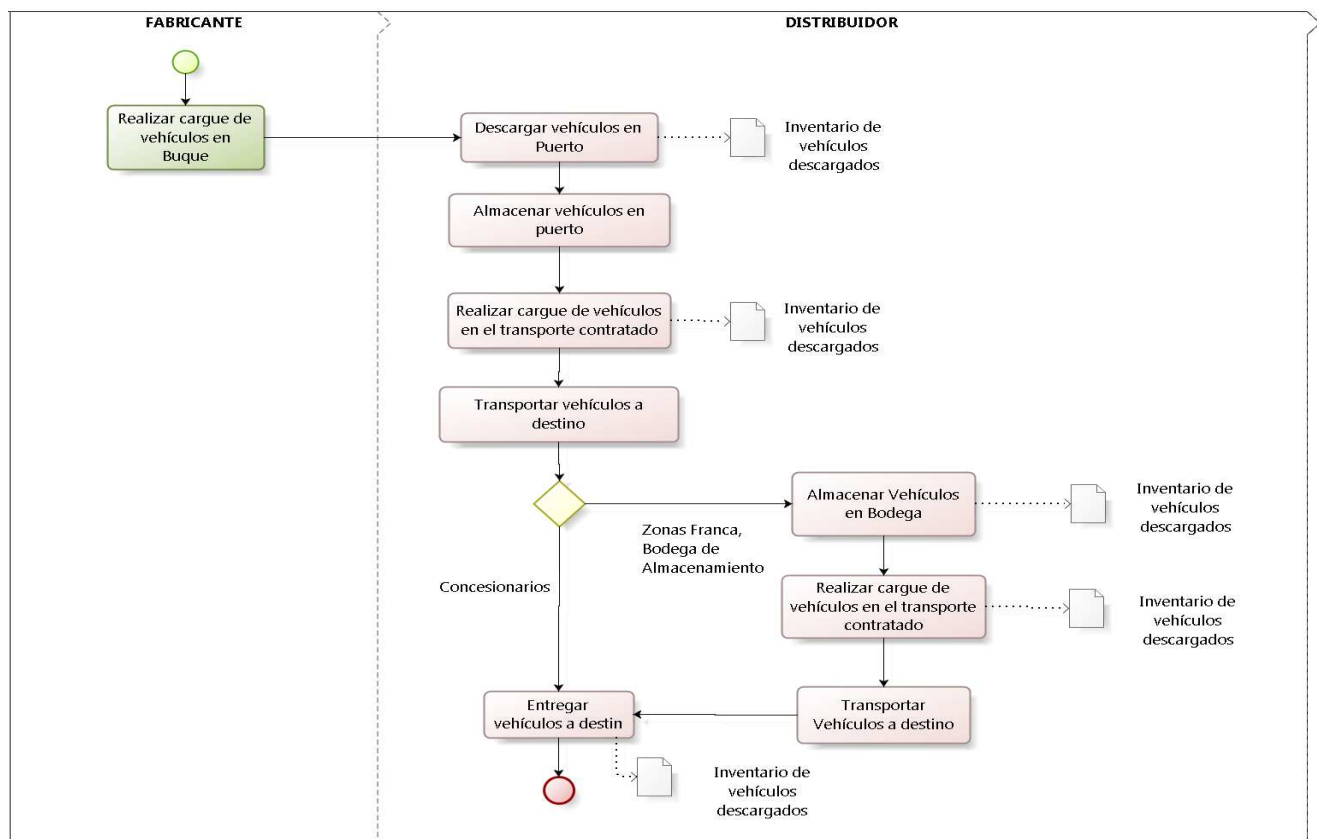 FABRICANTE
DISTRIBUIDOR
Realizar cargue de
vehículos en
Buque
Descargar vehículos en
Puerto
Inventario de
vehículos
descargados
Almacenar vehículos en
puerto
Realizar cargue de vehículos
en el transporte contratado
Inventario de
vehículos
descargados
Transportar vehículos a
destino
Almacenar Vehículos
en Bodega
Inventario de
vehículos
descargados
Zonas Franca,
Bodega de
Almacenamiento
Concesionarios
Realizar cargue de
vehículos en el transporte
contratado
Inventario de
vehículos
descargados
Entregar
vehículos a destin
Transportar
Vehículos a destino
Inventario de
vehículos
descargados